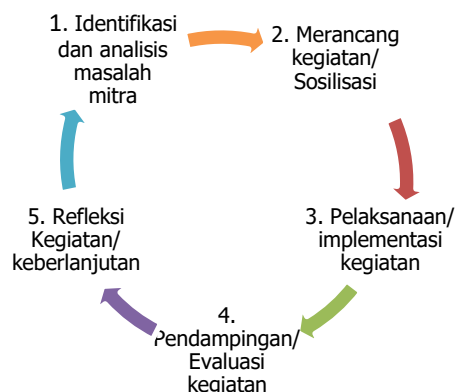 1. Identifikasi
dan analisis
masalah
mitra
2. Merancang
kegiatan/
Sosilisasi
3. Pelaksanaan/
implementasi
kegiatan
4.
Pendampingan/
Evaluasi
kegiatan
5. Refleksi
Kegiatan/
keberlanjutan